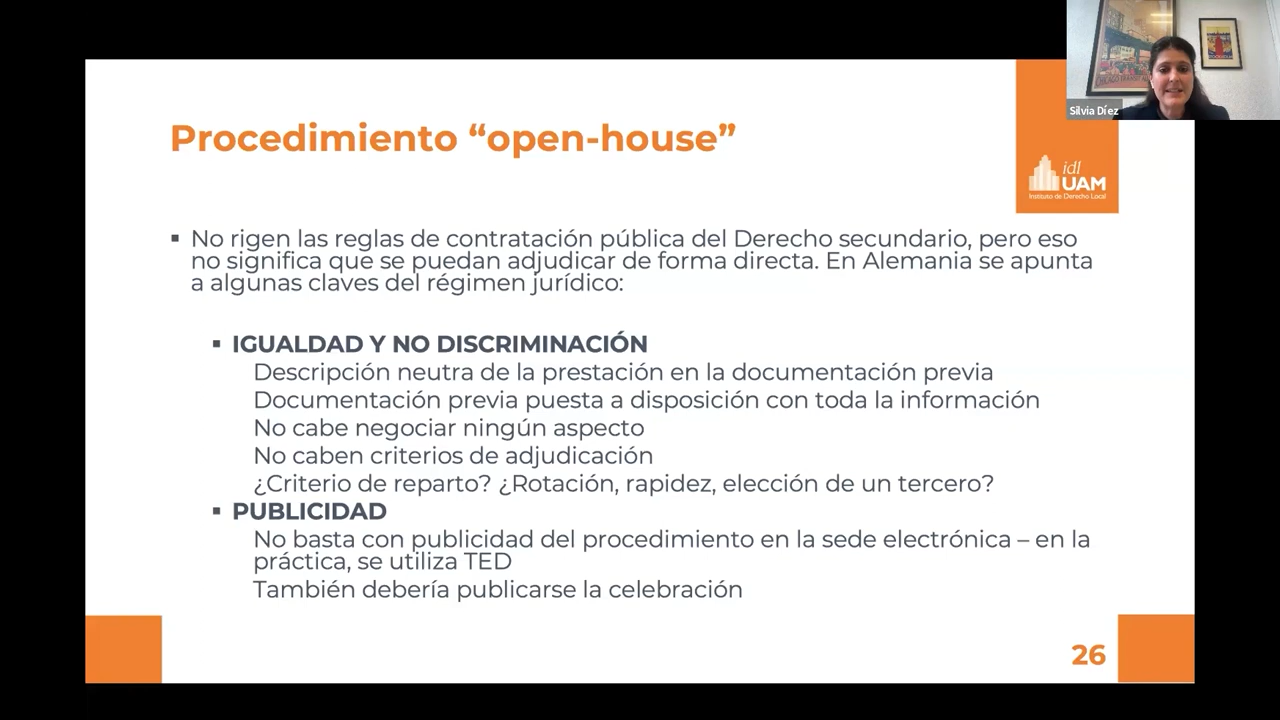 Silvia Díez
Procedimiento “open-house”
idl
UAM
Instituto de Derecho Local
▪ No rigen las reglas de contratación pública del Derecho secundario, pero eso
no significa que se puedan adjudicar de forma directa. En Alemania se apunta
a algunas claves del régimen jurídico:
▪ IGUALDAD Y NO DISCRIMINACIÓN
Descripción neutra de la prestación en la documentación previa
Documentación previa puesta a disposición con toda la información
No cabe negociar ningún aspecto
No caben criterios de adjudicación
¿Criterio de reparto? ¿Rotación, rapidez, elección de un tercero?
▪ PUBLICIDAD
No basta con publicidad del procedimiento en la sede electrónica – en la
práctica, se utiliza TED
También debería publicarse la celebración
26